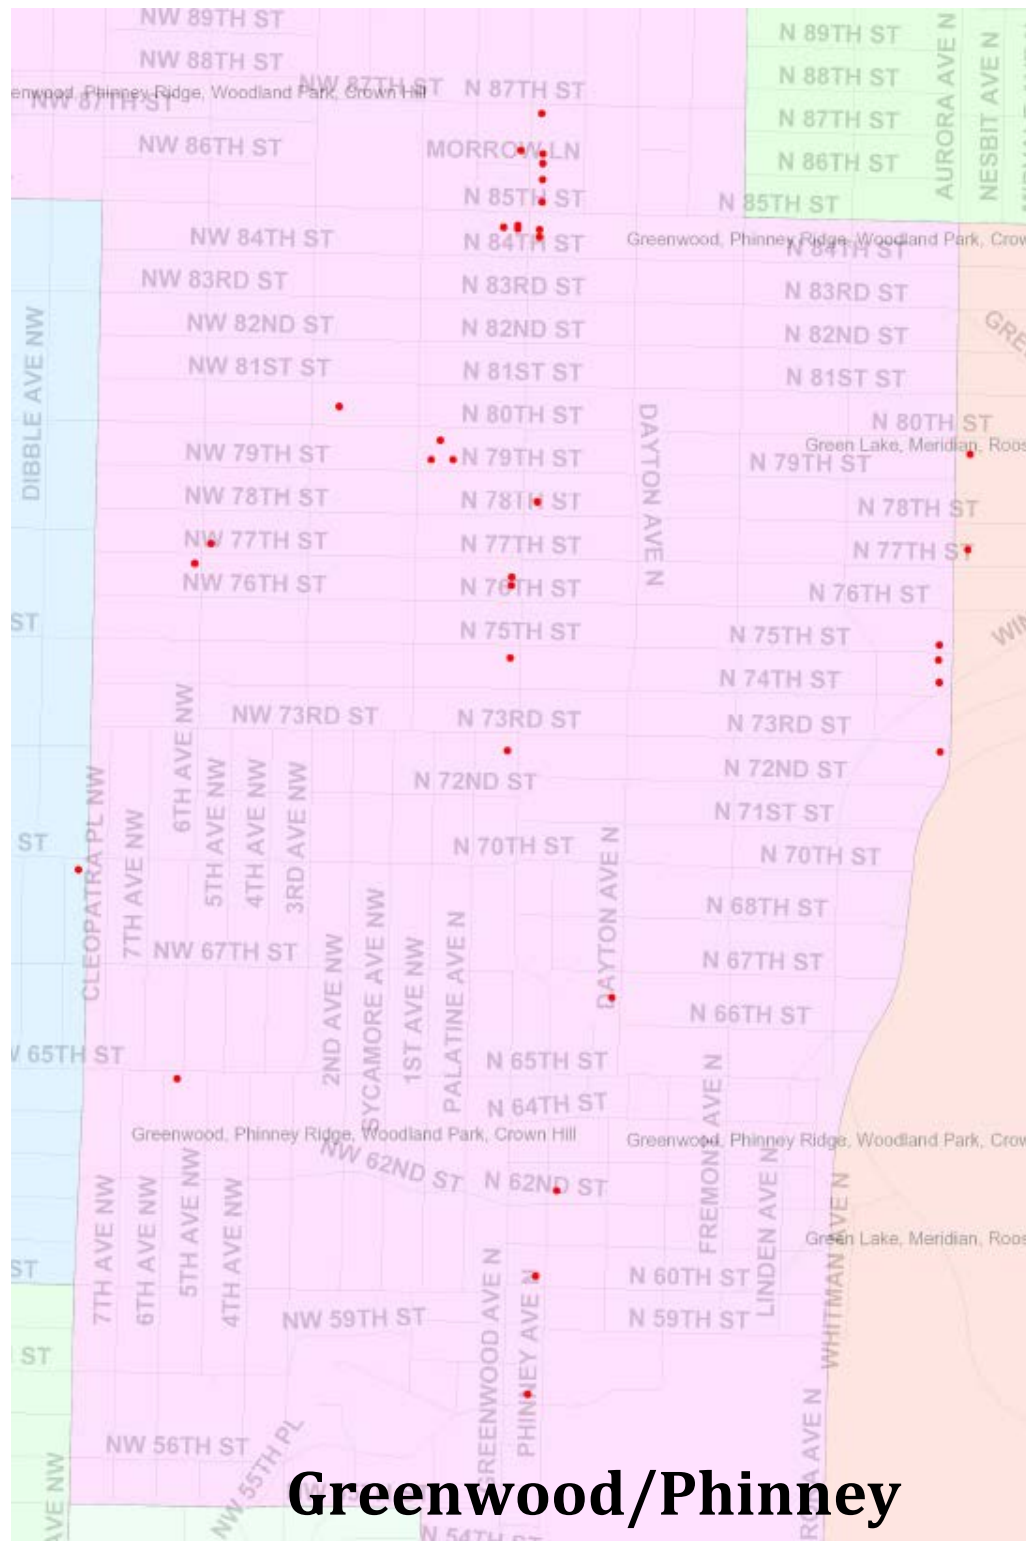 NW 89TH ST
N 89TH ST
NW 88TH ST
N 88TH ST
NW 87TH ST
N 87TH ST
enwood, Phinney Ridge, Woodland Park, Crown Hill
NW 87TH ST
N 87TH ST
AURORA AVE N
NESBIT AVE N
NW 86TH ST
MORROW LN
N 86TH ST
N 85TH ST
N 85TH ST
NW 84TH ST
N 84TH ST
Greenwood, Phinney Ridge, Woodland Park, Crow
N 84TH ST
NW 83RD ST
N 83RD ST
N 83RD ST
NW 82ND ST
N 82ND ST
N 82ND ST
GRE
DIBBLE AVE NW
NW 81ST ST
N 81ST ST
N 81ST ST
N 80TH ST
N 80TH ST
DAYTON AVE N
Green Lake, Meridian, Roos
NW 79TH ST
N 79TH ST
N 79TH ST
NW 78TH ST
N 78TH ST
N 78TH ST
NW 77TH ST
N 77TH ST
N 77TH ST
NW 76TH ST
N 76TH ST
N 76TH ST
ST
N 75TH ST
N 75TH ST
WIN
N 74TH ST
NW 73RD ST
N 73RD ST
N 73RD ST
6TH AVE NW
N 72ND ST
N 72ND ST
N 71ST ST
CLEOPATRA PL NW
7TH AVE NW
5TH AVE NW
4TH AVE NW
3RD AVE NW
ST
N 70TH ST
N 70TH ST
DAYTON AVE N
N 68TH ST
NW 67TH ST
N 67TH ST
2ND AVE NW
SYCAMORE AVE NW
1ST AVE NW
PALATINE AVE N
N 66TH ST
W 65TH ST
N 65TH ST
N 64TH ST
FREMONT AVE N
Greenwood, Phinney Ridge, Woodland Park, Crown Hill
Greenwood, Phinney Ridge, Woodland Park, Crow
NW 62ND ST
N 62ND ST
7TH AVE NW
6TH AVE NW
5TH AVE NW
4TH AVE NW
LINDEN AVE N
WHITMAN AVE N
Green Lake, Meridian, Roos
ST
N 60TH ST
GREENWOOD AVE N
PHINNEY AVE N
NW 59TH ST
N 59TH ST
ST
NW 56TH ST
NW 55TH PL
AVE NW
Greenwood/Phinney
N 54TH ST